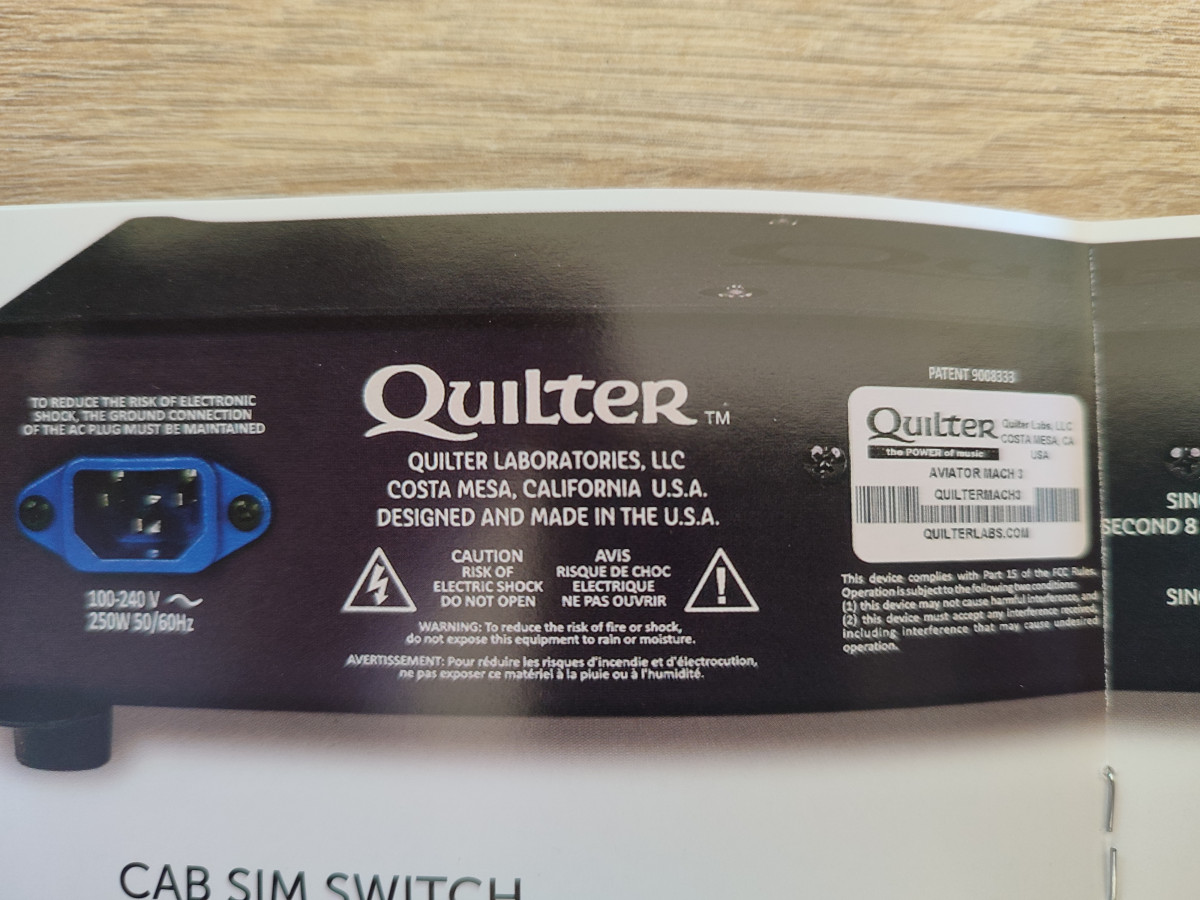 TO REDUCE THE RISK OF ELECTRONIC
SHOCK, THE GROUND CONNECTION
OF THE AC PLUG MUST BE MAINTAINED
100-240 V ~
250W 50/60Hz
Quilter TM
QUILTER LABORATORIES, LLC
COSTA MESA, CALIFORNIA U.S.A.
DESIGNED AND MADE IN THE U.S.A.
CAUTION
RISK OF
ELECTRIC SHOCK
DO NOT OPEN
AVIS
RISQUE DE CHOC
ELECTRIQUE
NE PAS OUVRIR
WARNING: To reduce the risk of fire or shock,
do not expose this equipment to rain or moisture.
AVERTISSEMENT: Pour réduire les risques d'incendie et d'électrocution,
ne pas exposer ce matériel à la pluie ou à l'humidité.
PATENT 9008333
Quilter
the POWER of music
Quilter Labs, LLC
COSTA MESA, CA
USA
AVIATOR MACH 3
QUILTERMACH3
QUILTERLABS.COM
This device complies with Part 15 of the FCC Rules.
Operation is subject to the following two conditions:
(1) this device may not cause harmful interference, and
(2) this device must accept any interference received,
including interference that may cause undesired
operation.
SECOND 8
CAB SIM SWITCH